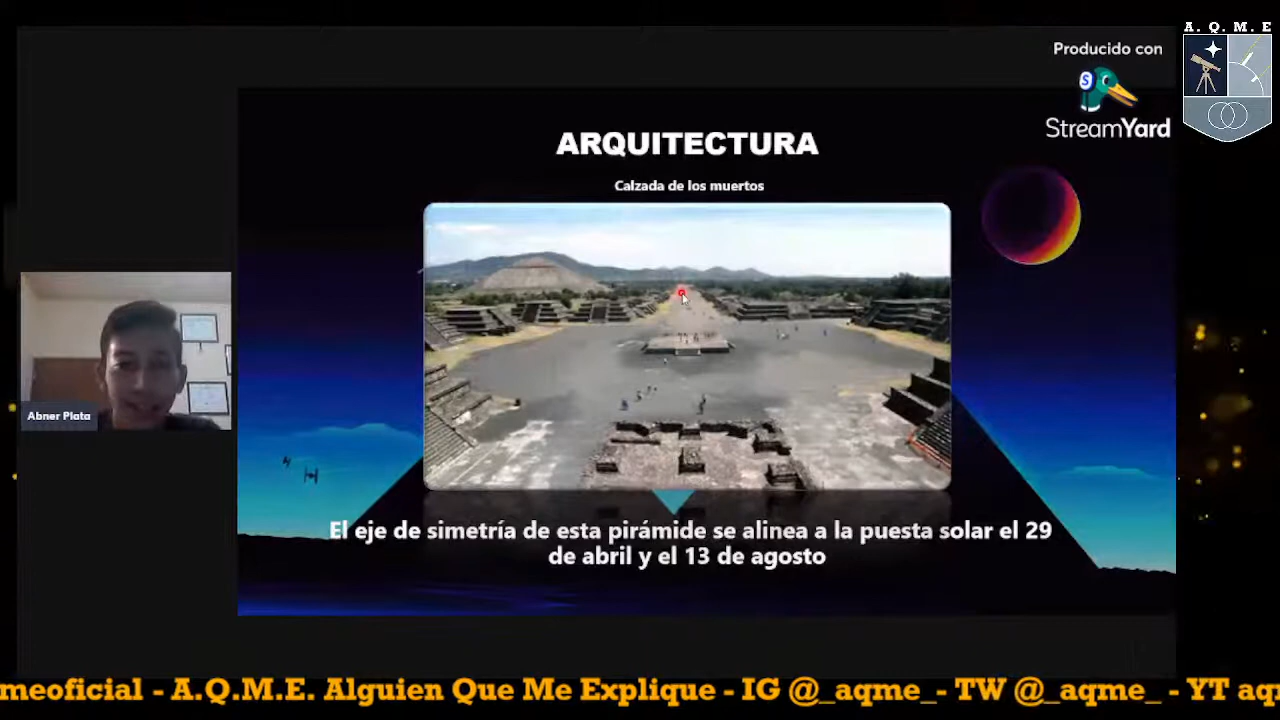 A. Q. M. E
Producido con
S
StreamYard
ARQUITECTURA
Calzada de los muertos
Abner Plata
El eje de simetría de esta pirámide se alinea a la puesta solar el 29
de abril y el 13 de agosto
meoficial - A.Q.M.E. Alguien Que Me Explique - IG @_aqme_- TW @_aqme_ - YT aq